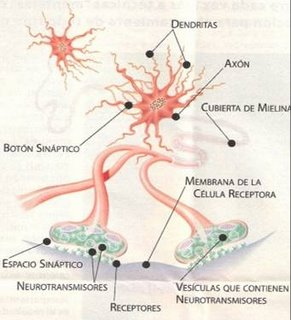 DENDRITAS
AXÓN
CUBIERTA DE MIELINA
BOTÓN SINÁPTICO
MEMBRANA DE LA
CÉLULA RECEPTORA
ESPACIO SINÁPTICO
NEUROTRANSMISORES
RECEPTORES
VESÍCULAS QUE CONTIENEN
NEUROTRANSMISORES